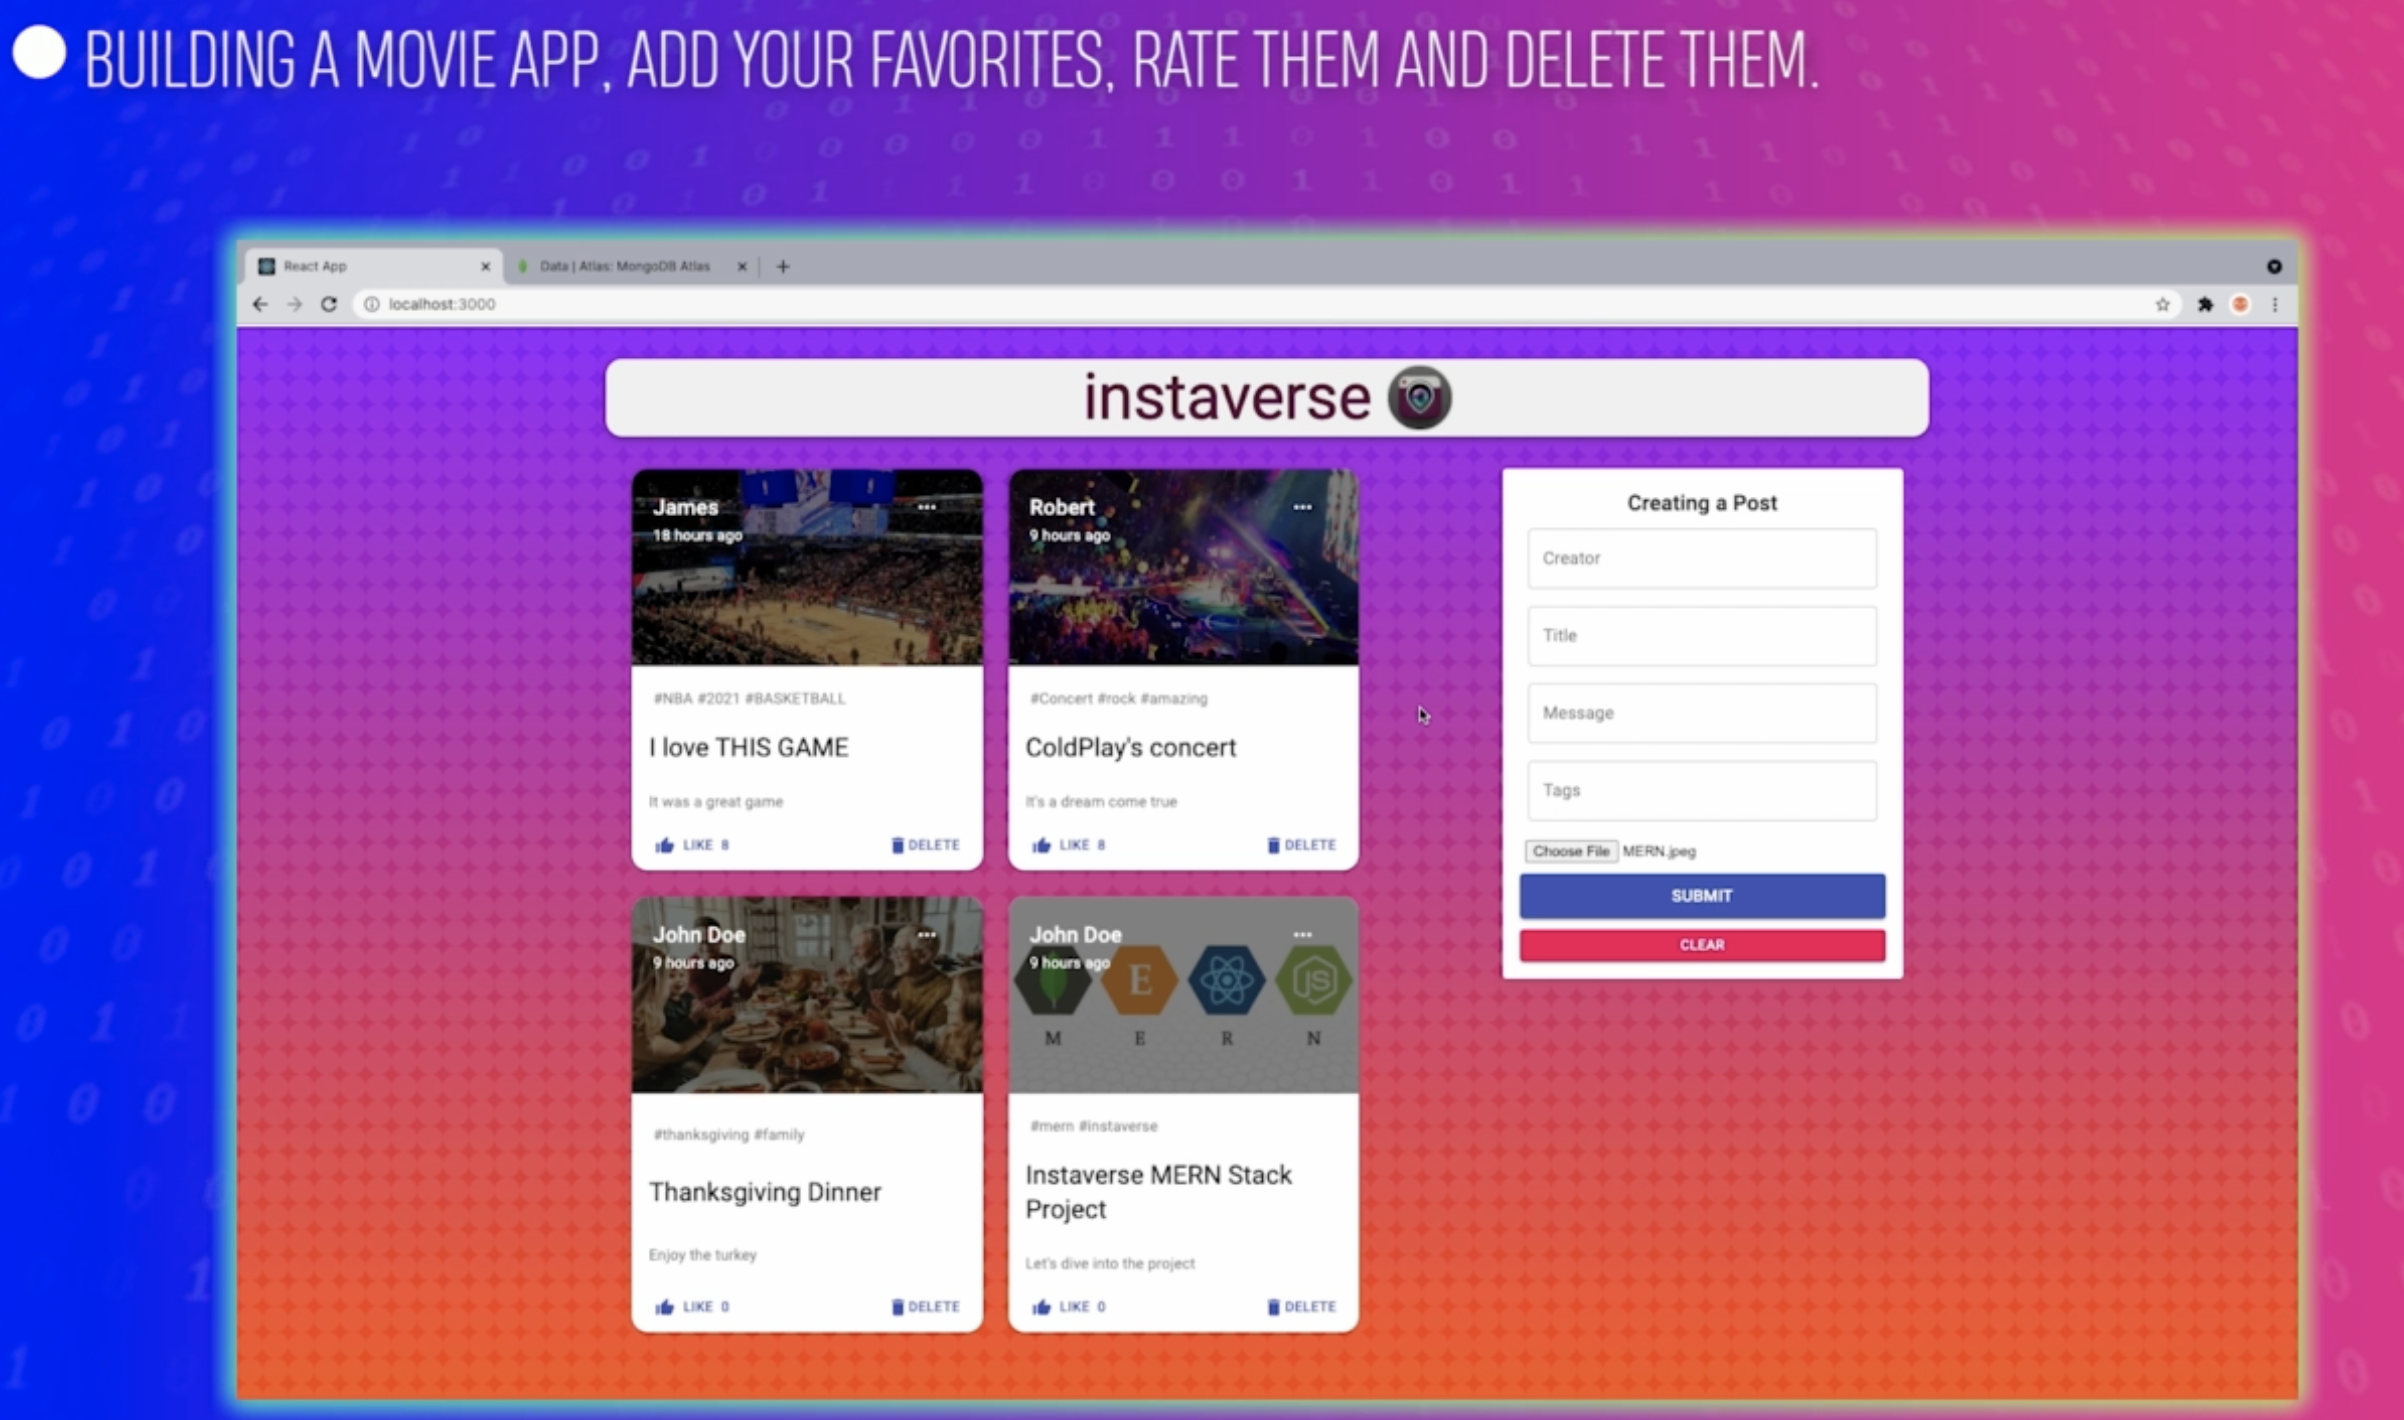 BUILDING A MOVIE APP, ADD YOUR FAVORITES, RATE THEM AND DELETE THEM.
React App
Data | Atlas: MongoDB Atlas
localhost:3000
instaverse
James
18 hours ago
#NBA #2021 #BASKETBALL
I love THIS GAME
It was a great game
LIKE 8
DELETE
Robert
9 hours ago
#Concert #rock #amazing
ColdPlay's concert
It's a dream come true
LIKE 8
DELETE
John Doe
9 hours ago
#thanksgiving #family
Thanksgiving Dinner
Enjoy the turkey
LIKE 0
DELETE
John Doe
9 hours ago
E
JS
M E R N
#mern #instaverse
Instaverse MERN Stack
Project
Let's dive into the project
LIKE 0
DELETE
Creating a Post
Creator
Title
Message
Tags
Choose File MERN.jpeg
SUBMIT
CLEAR